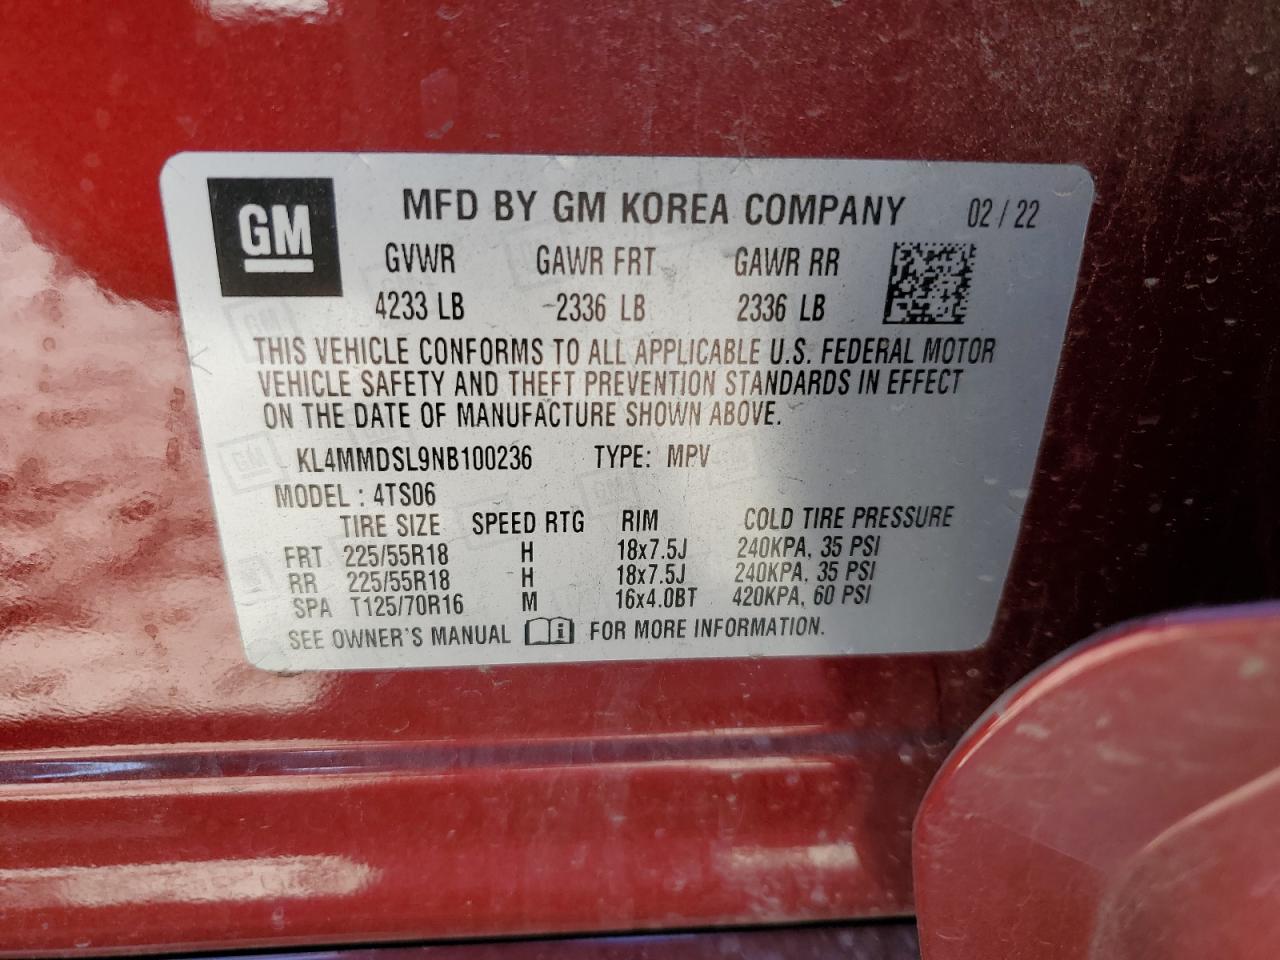 GM MFD BY GM KOREA COMPANY 02 / 22
GVWR GAWR FRT GAWR RR
4233 LB 2336 LB 2336 LB
THIS VEHICLE CONFORMS TO ALL APPLICABLE U.S. FEDERAL MOTOR
VEHICLE SAFETY AND THEFT PREVENTION STANDARDS IN EFFECT
ON THE DATE OF MANUFACTURE SHOWN ABOVE.
KL4MMDSL9NB100236 TYPE: MPV
MODEL : 4TS06
TIRE SIZE SPEED RTG RIM COLD TIRE PRESSURE
FRT 225/55R18 H 18x7.5J 240KPA, 35 PSI
RR 225/55R18 H 18x7.5J 240KPA, 35 PSI
SPA T125/70R16 M 16x4.0BT 420KPA, 60 PSI
SEE OWNER'S MANUAL i FOR MORE INFORMATION.